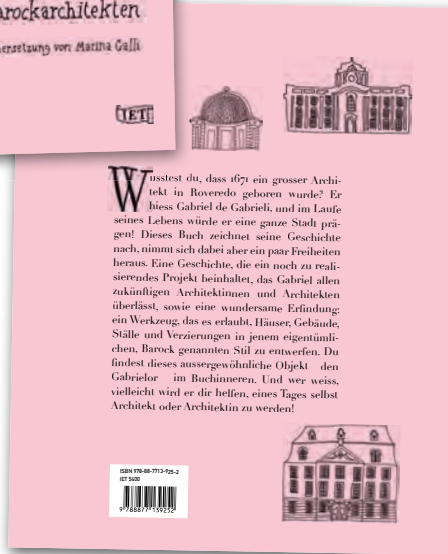 arockarchitekten
ersetzung von Marina Galli
IET
Wusstest du, dass 1671 ein grosser Archi-
tekt in Roveredo geboren wurde? Er
hiess Gabriel de Gabrieli, und im Laufe
seines Lebens würde er eine ganze Stadt prä-
gen! Dieses Buch zeichnet seine Geschichte
nach, nimmt sich dabei aber ein paar Freiheiten
heraus. Eine Geschichte, die ein noch zu reali-
sierendes Projekt beinhaltet, das Gabriel allen
zukünftigen Architektinnen und Architekten
überlässt, sowie eine wundersame Erfindung:
ein Werkzeug, das es erlaubt, Häuser, Gebäude,
Ställe und Verzierungen in jenem eigentümli-
chen, Barock genannten Stil zu entwerfen. Du
findest dieses aussergewöhnliche Objekt den
Gabrielor im Buchinneren. Und wer weiss,
vielleicht wird er dir helfen, eines Tages selbst
Architekt oder Architektin zu werden!
ISBN 978-88-7713-925-2
IET 5400
9 788877 139252